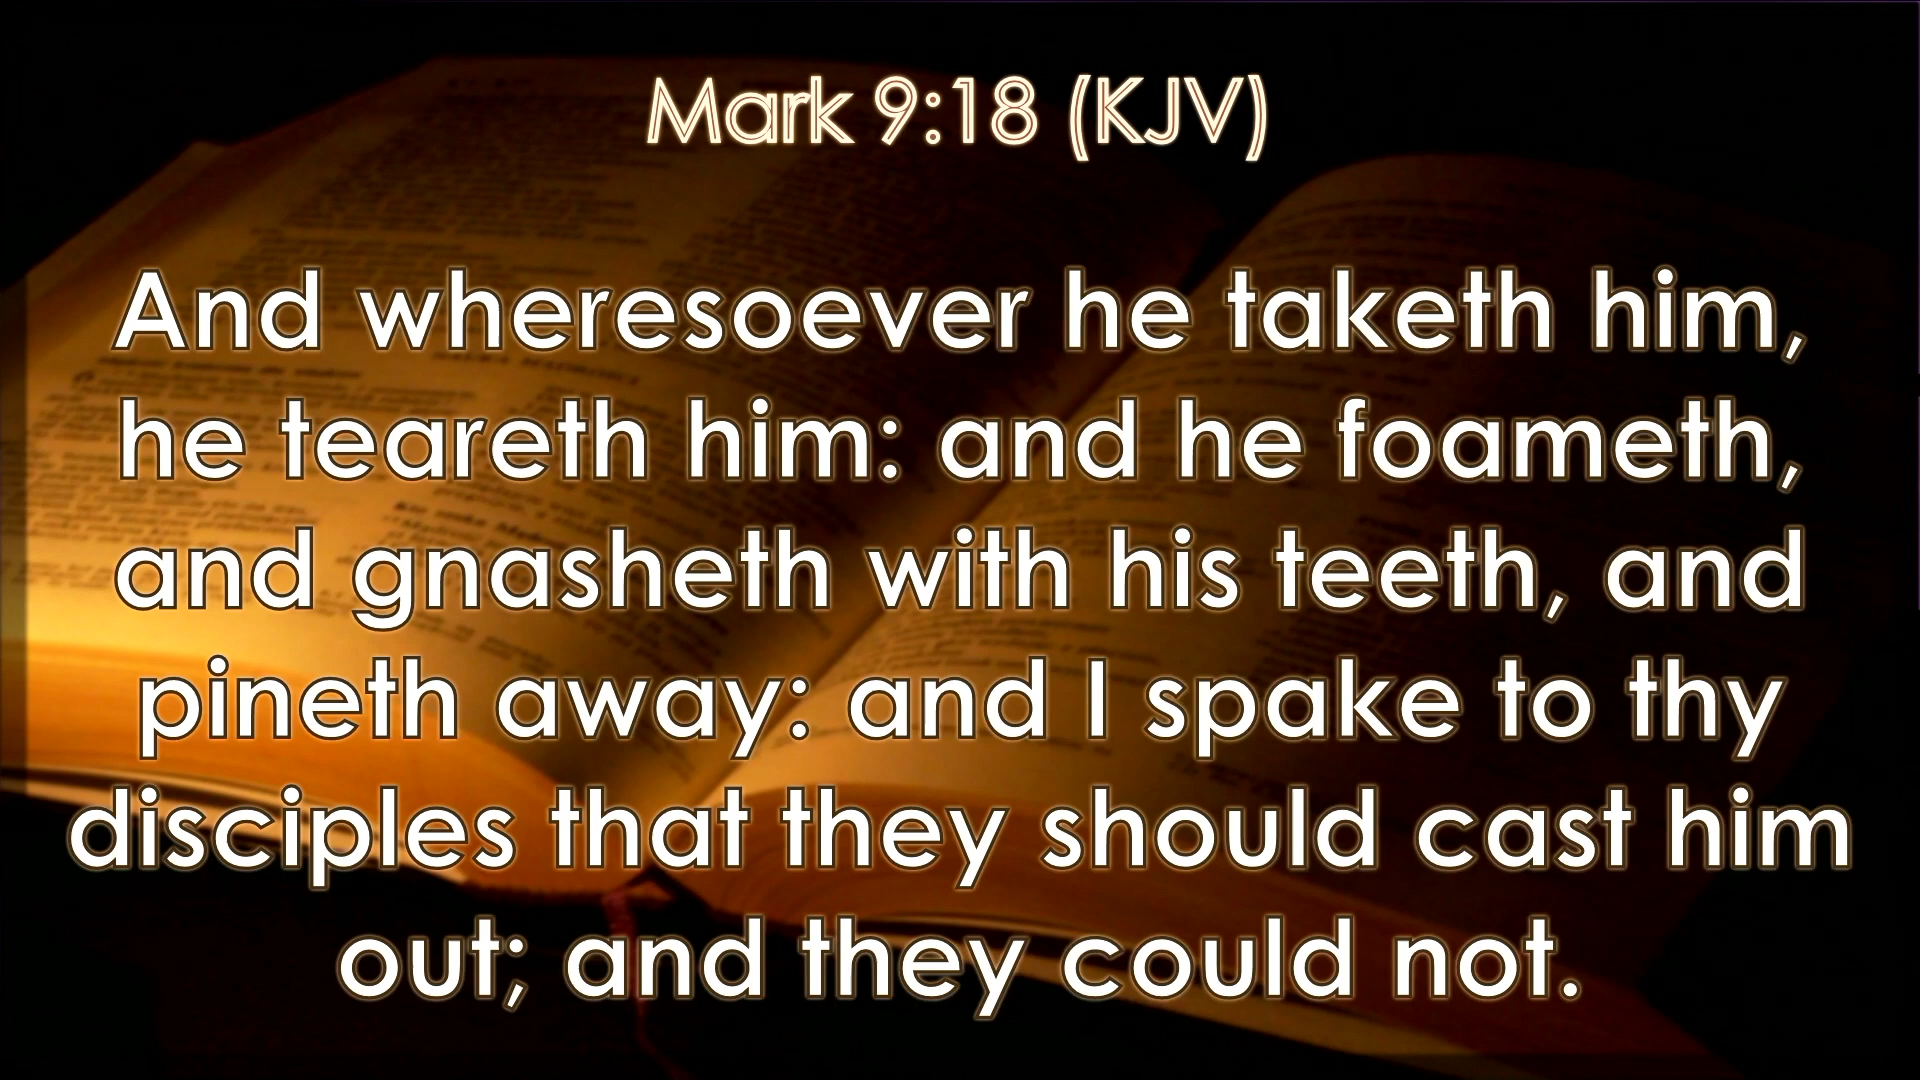 Mark 9:18 (KJV)
And wheresoever he taketh him,
he teareth him: and he foameth,
and gnasheth with his teeth, and
pineth away: and I spake to thy
disciples that they should cast him
out; and they could not.